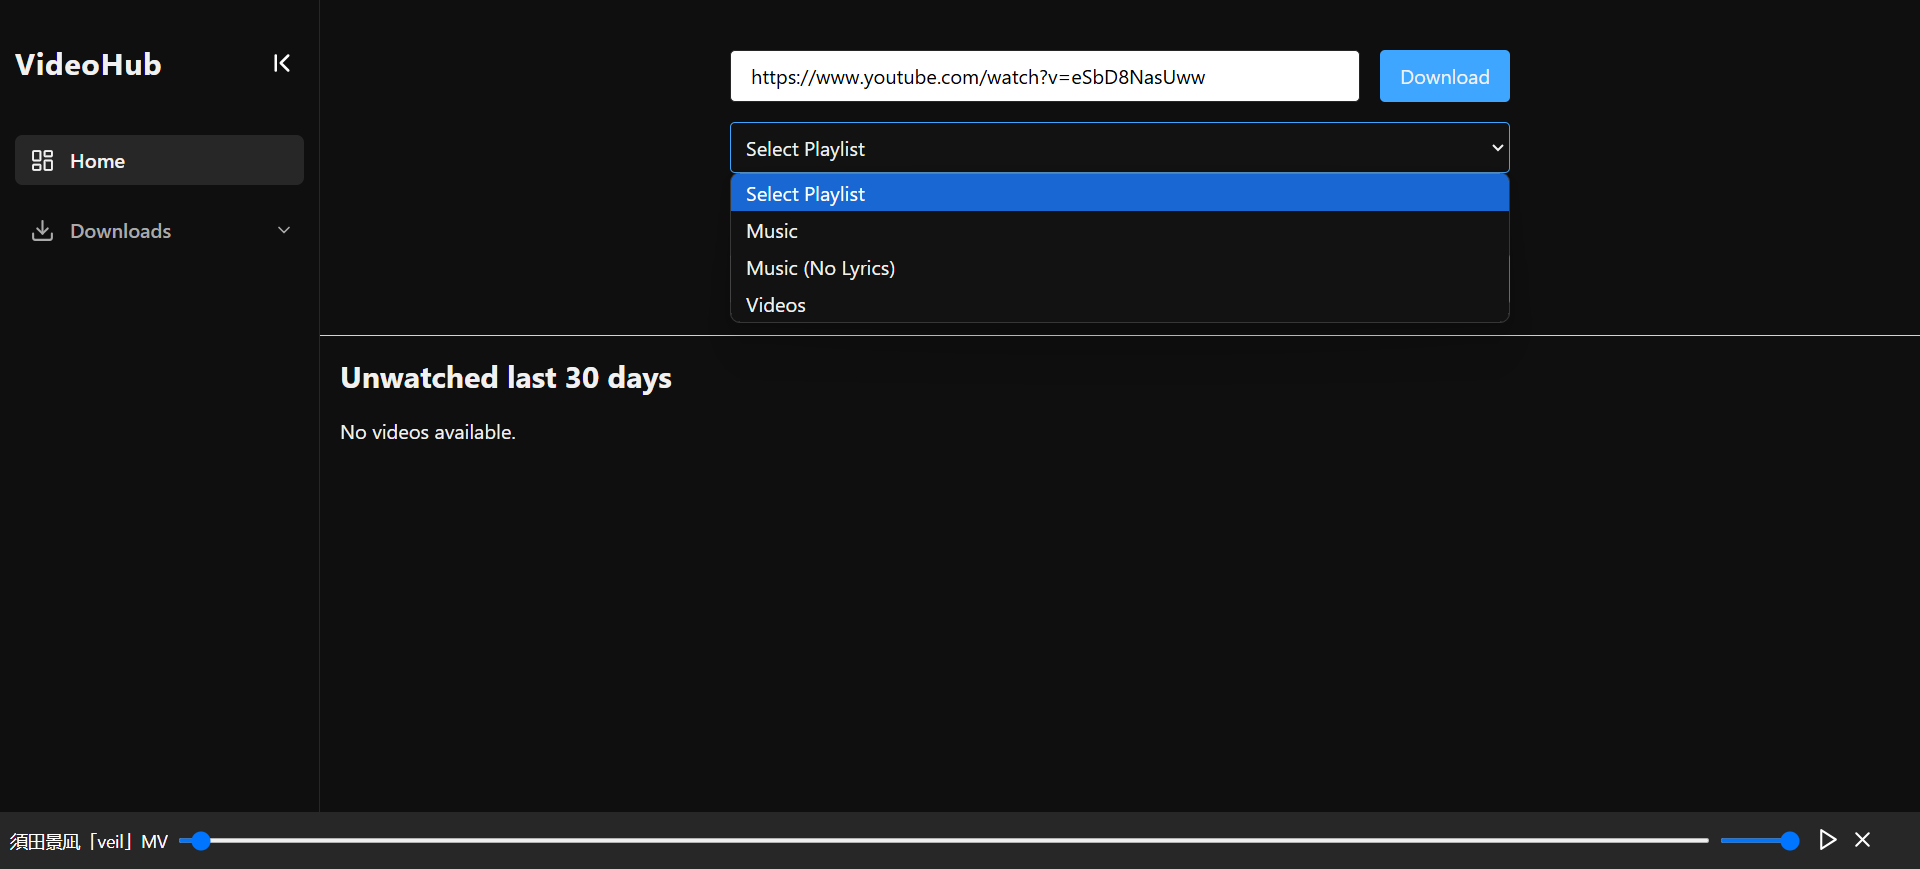 VideoHub
Home
Downloads
https://www.youtube.com/watch?v=eSbD8NasUww
Download
Select Playlist
Select Playlist
Music
Music (No Lyrics)
Videos
Unwatched last 30 days
No videos available.
須田景凪「veil」MV